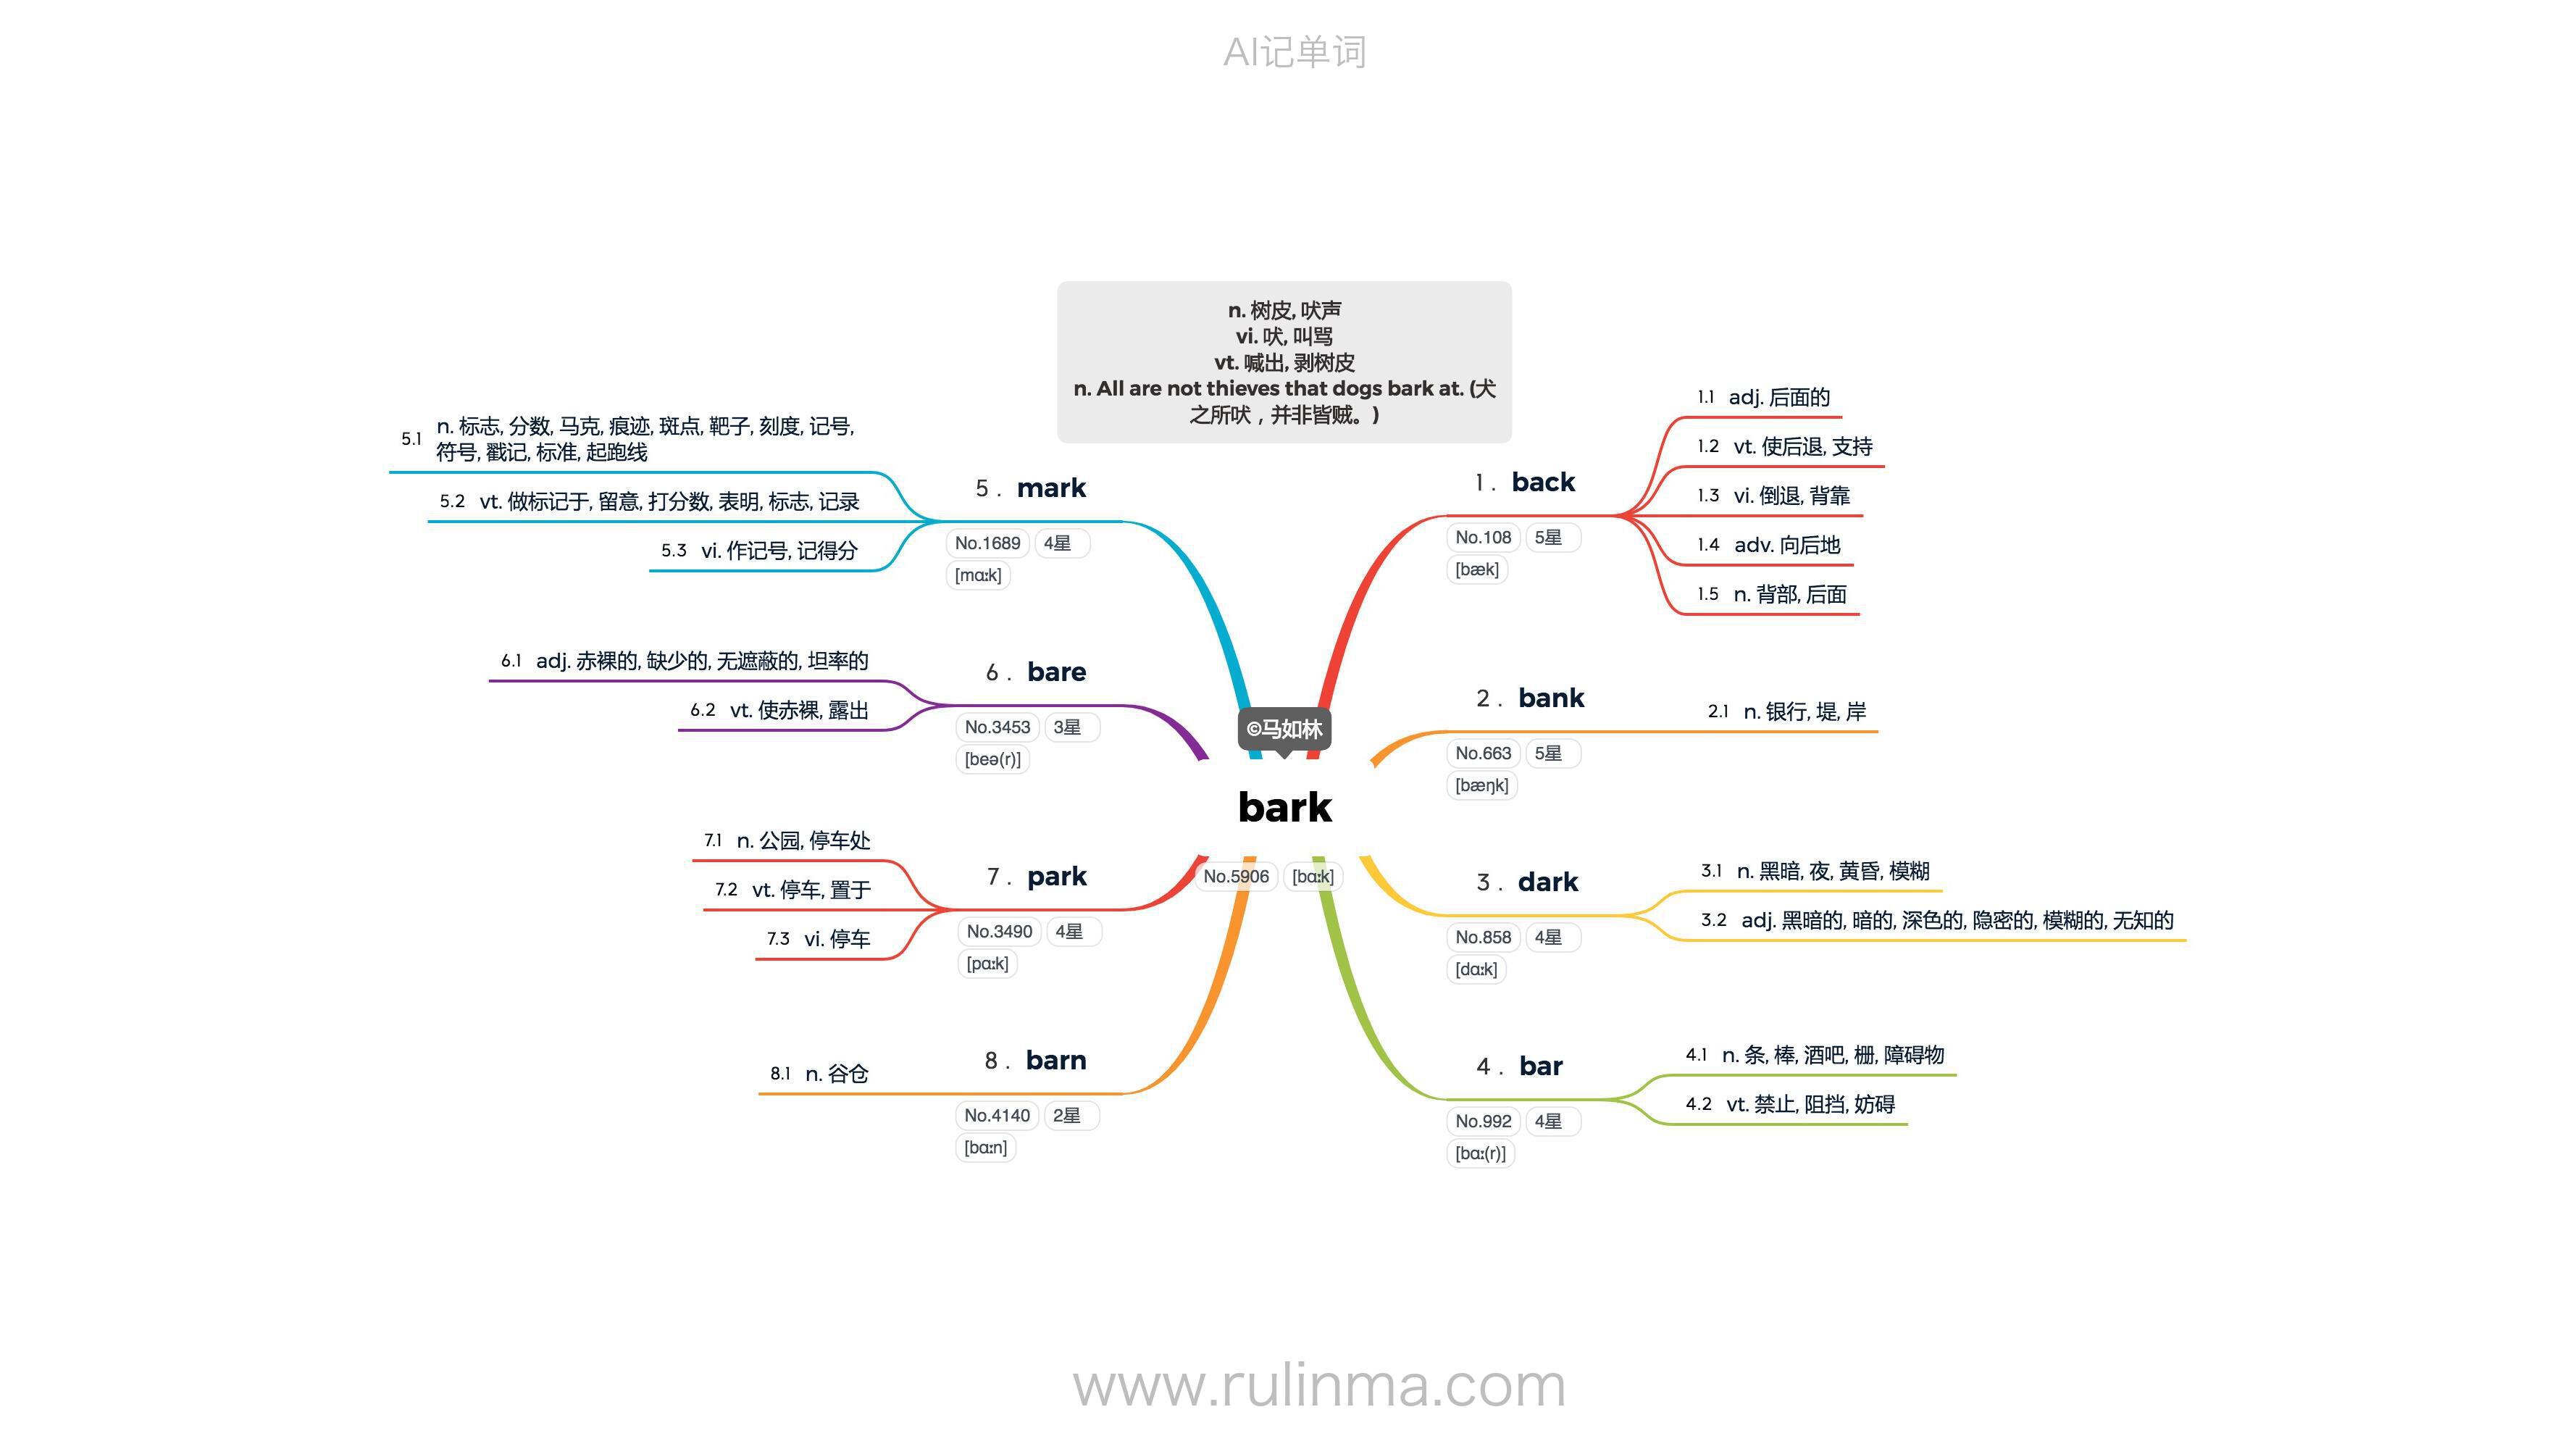 AI记单词
n. 树皮, 吠声
vi. 吠, 叫骂
vt. 喊出, 剥树皮
n. All are not thieves that dogs bark at. (犬
之所吠，并非皆贼。)
©马如林
bark
No.5906 [bɑːk]
1 . back
No.108 5星
[bæk]
1.1 adj. 后面的
1.2 vt. 使后退, 支持
1.3 vi. 倒退, 背靠
1.4 adv. 向后地
1.5 n. 背部, 后面
2 . bank
No.663 5星
[bæŋk]
2.1 n. 银行, 堤, 岸
3 . dark
No.858 4星
[dɑːk]
3.1 n. 黑暗, 夜, 黄昏, 模糊
3.2 adj. 黑暗的, 暗的, 深色的, 隐密的, 模糊的, 无知的
4 . bar
No.992 4星
[bɑː(r)]
4.1 n. 条, 棒, 酒吧, 栅, 障碍物
4.2 vt. 禁止, 阻挡, 妨碍
5 . mark
No.1689 4星
[mɑːk]
5.1 n. 标志, 分数, 马克, 痕迹, 斑点, 靶子, 刻度, 记号,
符号, 戳记, 标准, 起跑线
5.2 vt. 做标记于, 留意, 打分数, 表明, 标志, 记录
5.3 vi. 作记号, 记得分
6 . bare
No.3453 3星
[beə(r)]
6.1 adj. 赤裸的, 缺少的, 无遮蔽的, 坦率的
6.2 vt. 使赤裸, 露出
7 . park
No.3490 4星
[pɑːk]
7.1 n. 公园, 停车处
7.2 vt. 停车, 置于
7.3 vi. 停车
8 . barn
No.4140 2星
[bɑːn]
8.1 n. 谷仓
www.rulinma.com